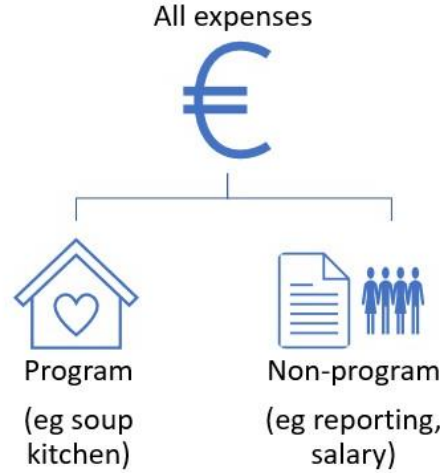 All expenses
€
Program
(eg soup
kitchen)
Non-program
(eg reporting,
salary)